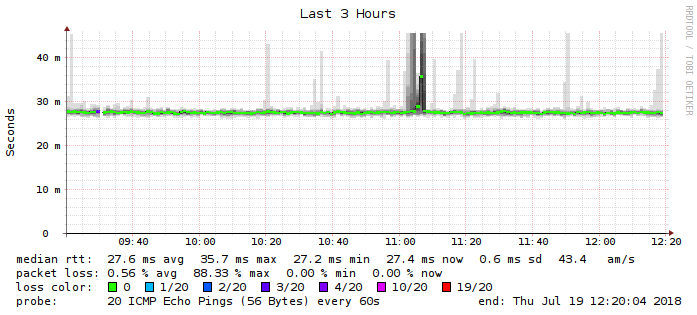 Last 3 Hours
RRDTOOL / TOBI OETIKER
Seconds
40 m
30 m
20 m
10 m
0
09:40 10:00 10:20 10:40 11:00 11:20 11:40 12:00 12:20
median rtt: 27.6 ms avg 35.7 ms max 27.2 ms min 27.4 ms now 0.6 ms sd 43.4 am/s
packet loss: 0.56 % avg 88.33 % max 0.00 % min 0.00 % now
loss color: 0 1/20 2/20 3/20 4/20 10/20 19/20
probe: 20 ICMP Echo Pings (56 Bytes) every 60s end: Thu Jul 19 12:20:04 2018